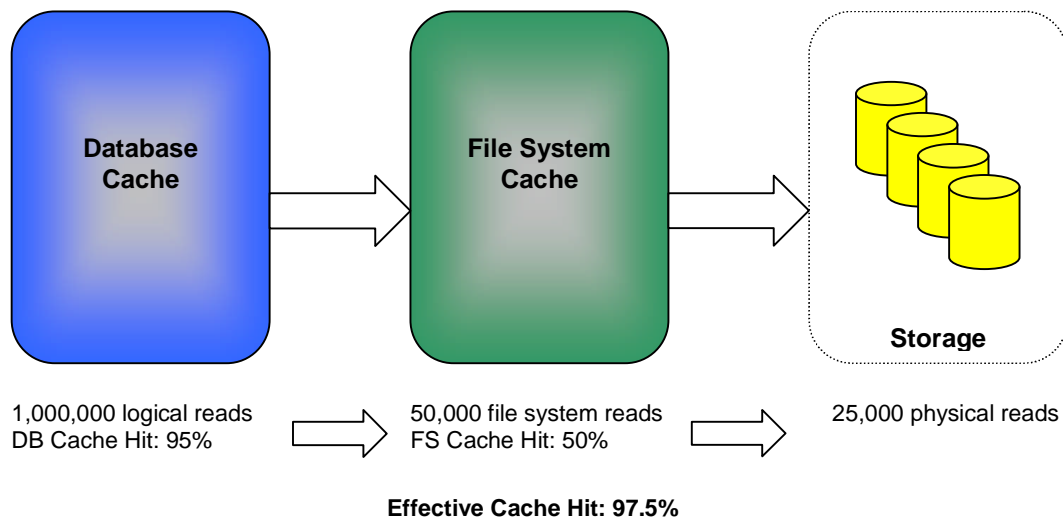 Database
Cache
File System
Cache
Storage
1,000,000 logical reads
DB Cache Hit: 95%
50,000 file system reads
FS Cache Hit: 50%
25,000 physical reads
Effective Cache Hit: 97.5%